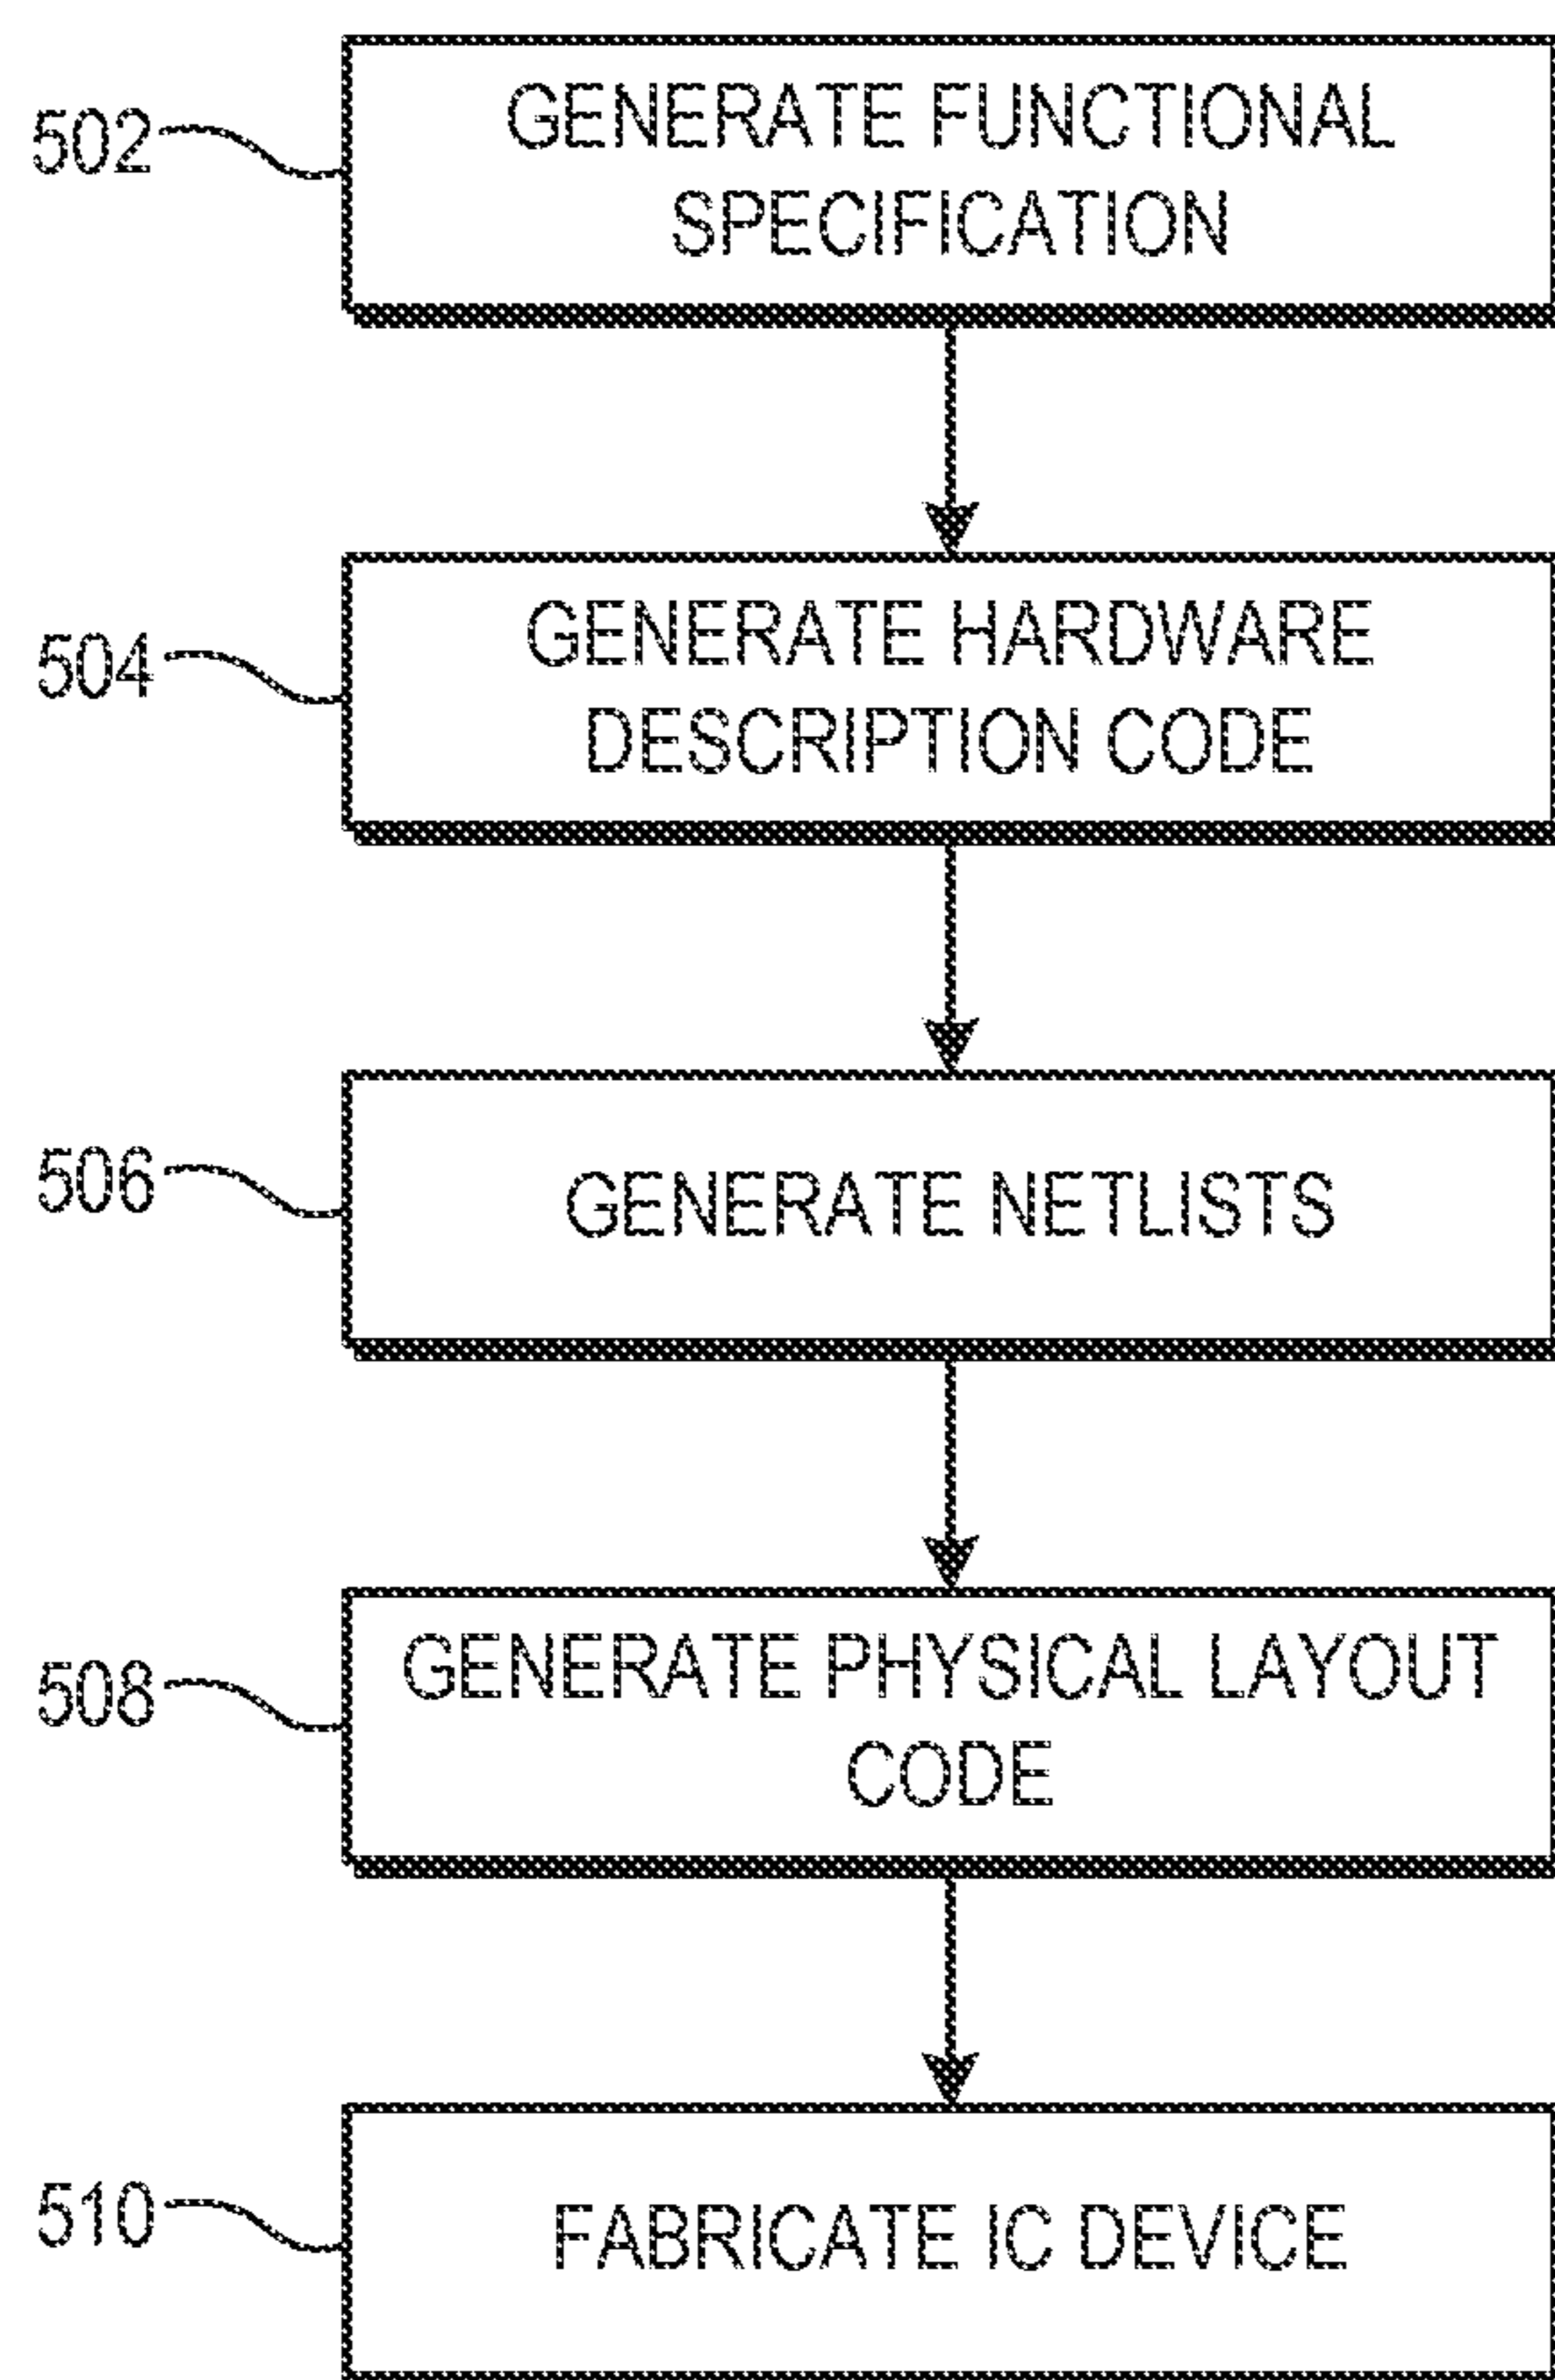 502
GENERATE FUNCTIONAL
SPECIFICATION
504
GENERATE HARDWARE
DESCRIPTION CODE
506
GENERATE NETLISTS
508
GENERATE PHYSICAL LAYOUT
CODE
510
FABRICATE IC DEVICE